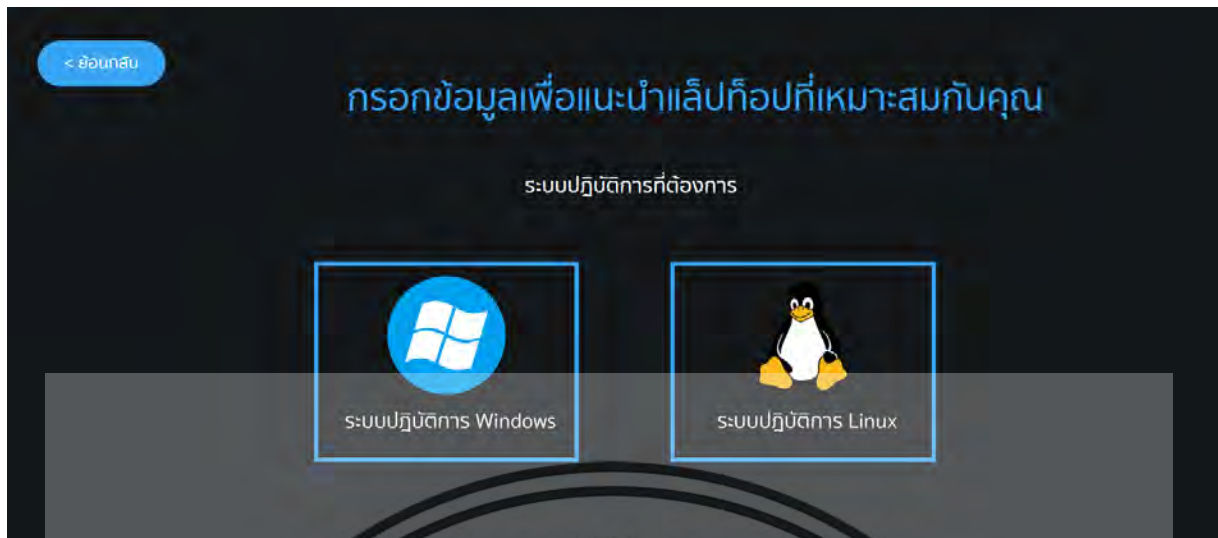 < ย้อนกลับ
กรอกข้อมูลเพื่อแนะนำแล็ปท็อปที่เหมาะสมกับคุณ
ระบบปฏิบัติการที่ต้องการ
ระบบปฏิบัติการ Windows
ระบบปฏิบัติการ Linux